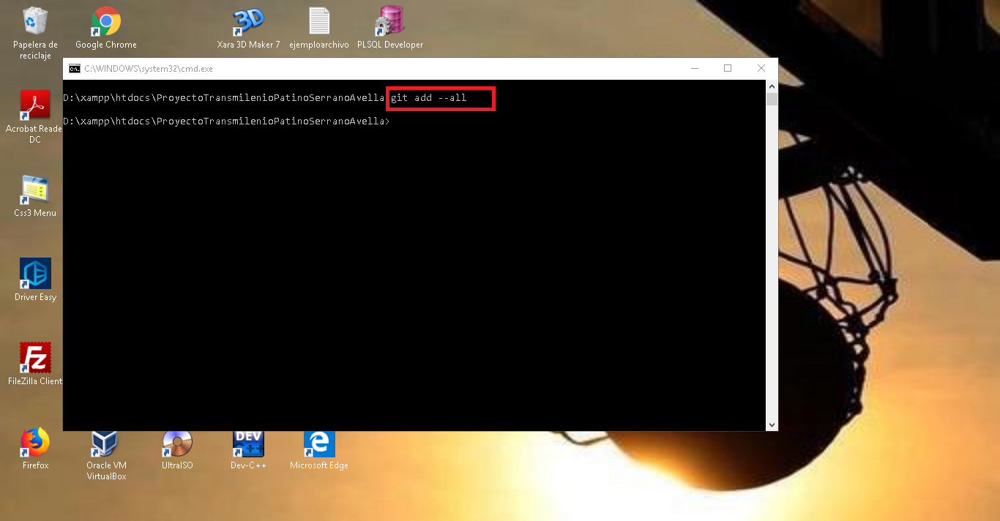 Papelera de
reciclaje
Google Chrome
Xara 3D Maker 7
ejemploarchivo
PLSQL Developer
C:\WINDOWS\system32\cmd.exe
D:\xampp\htdocs\ProyectoTransmilenioPatinoSerranoAvella git add --all
D:\xampp\htdocs\ProyectoTransmilenioPatinoSerranoAvella>
Acrobat Reade
DC
Css3 Menu
Driver Easy
FileZilla Client
Firefox
Oracle VM
VirtualBox
UltraISO
DEV
C++
Dev-C++
Microsoft Edge